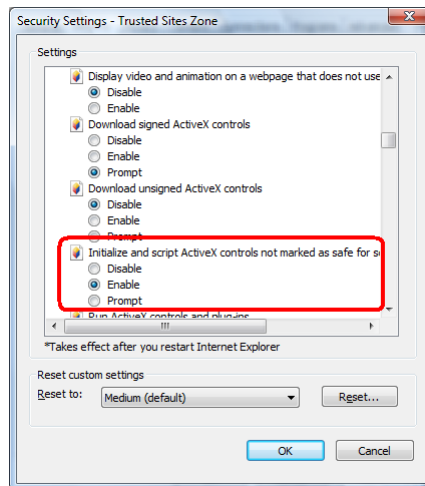 Security Settings - Trusted Sites Zone
Settings
Display video and animation on a webpage that does not use
Disable
Enable
Download signed ActiveX controls
Disable
Enable
Prompt
Download unsigned ActiveX controls
Disable
Enable
Prompt
Initialize and script ActiveX controls not marked as safe for s
Disable
Enable
Prompt
Run ActiveX controls and plug-ins
*Takes effect after you restart Internet Explorer
Reset custom settings
Reset to:
Medium (default)
Reset...
OK
Cancel